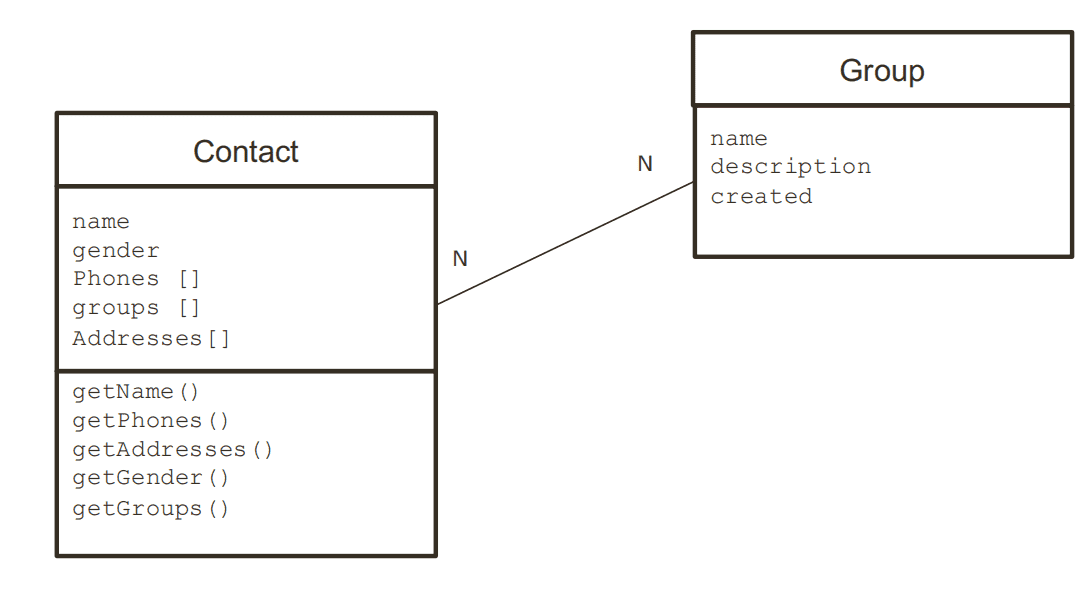 Contact
name
gender
Phones []
groups []
Addresses[]
getName()
getPhones()
getAddresses()
getGender()
getGroups()
N
N
Group
name
description
created